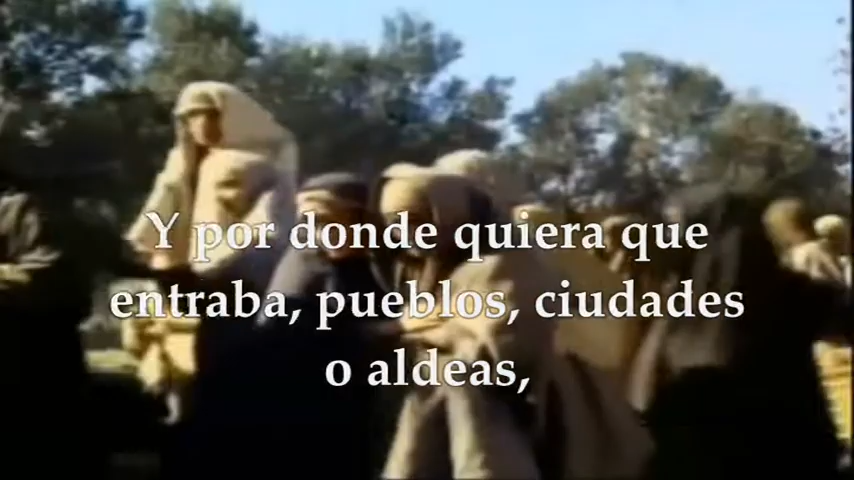 Y por donde quiera que
entraba, pueblos, ciudades
o aldeas,